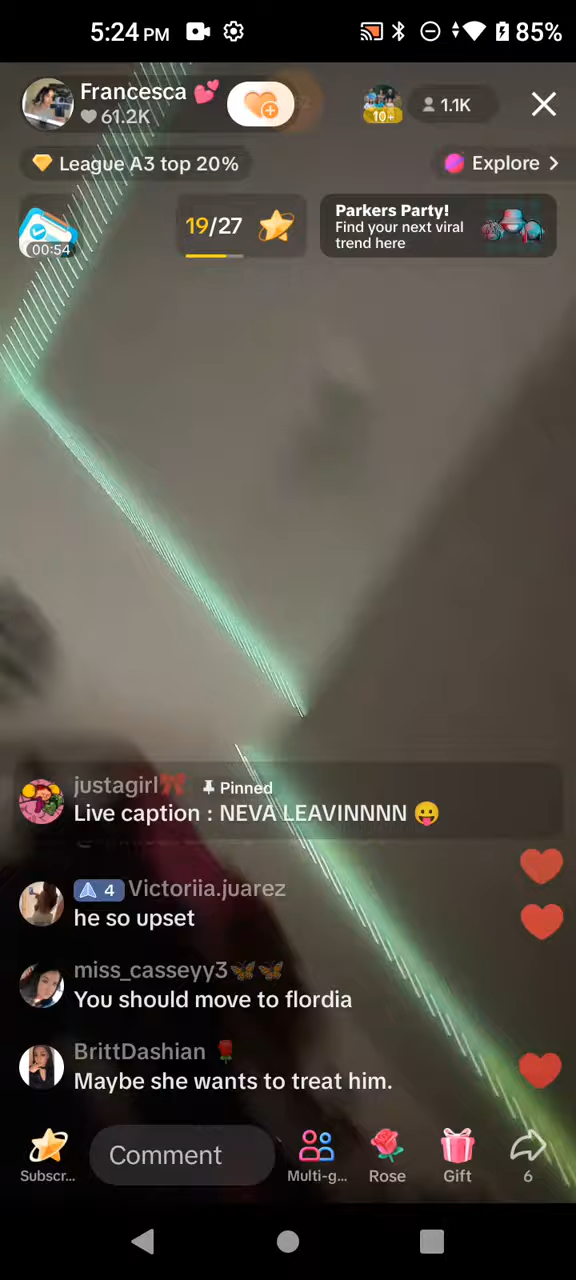 5:24 PM
85%
Francesca 💕
61.2K
10+
1.1K
League A3 top 20%
Explore >
00:54
19/27
Parkers Party!
Find your next viral
trend here
justagirl🎀 Pinned
Live caption : NEVA LEAVINNNN 😛
4 Victoriia.juarez
he so upset
miss_casseyy3🦋🦋
You should move to flordia
BrittDashian 🌹
Maybe she wants to treat him.
Comment
Subscr...
Multi-g...
Rose
Gift
6